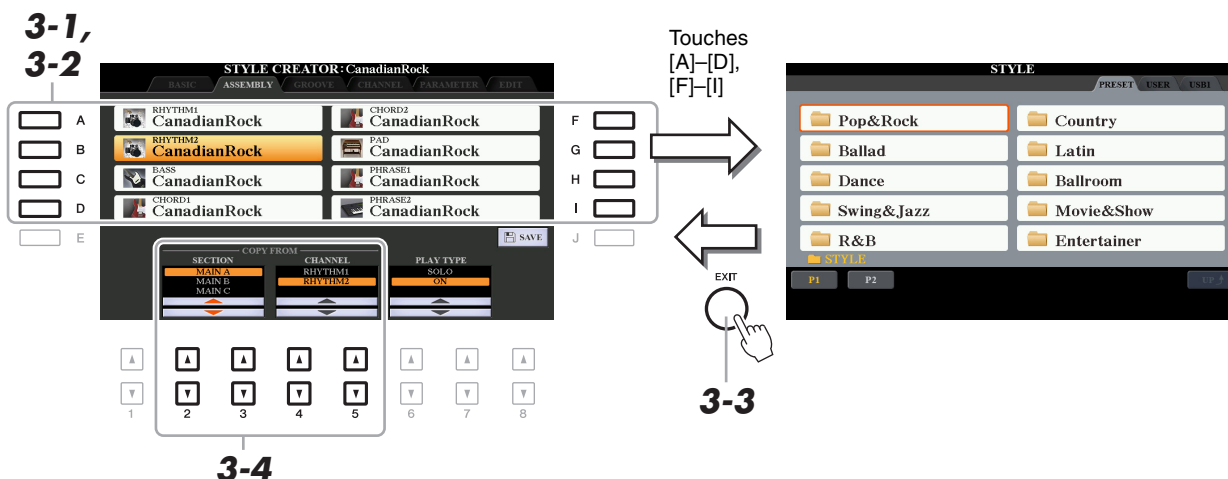 3-1,
3-2
STYLE CREATOR: CanadianRock
BASIC ASSEMBLY GROOVE CHANNEL PARAMETER EDIT
A
RHYTHM1
CanadianRock
CHORD2
CanadianRock
F
B
RHYTHM2
CanadianRock
PAD
CanadianRock
G
C
BASS
CanadianRock
PHRASE1
CanadianRock
H
D
CHORD1
CanadianRock
PHRASE2
CanadianRock
I
E
SAVE
J
COPY FROM
SECTION CHANNEL PLAY TYPE
MAIN A RHYTHM1 SOLO
MAIN B RHYTHM2 ON
MAIN C
1 2 3 4 5 6 7 8
3-4
Touches
[A]–[D],
[F]–[I]
EXIT
3-3
STYLE
PRESET USER USB1
Pop&Rock Country
Ballad Latin
Dance Ballroom
Swing&Jazz Movie&Show
R&B Entertainer
STYLE
P1 P2 UP